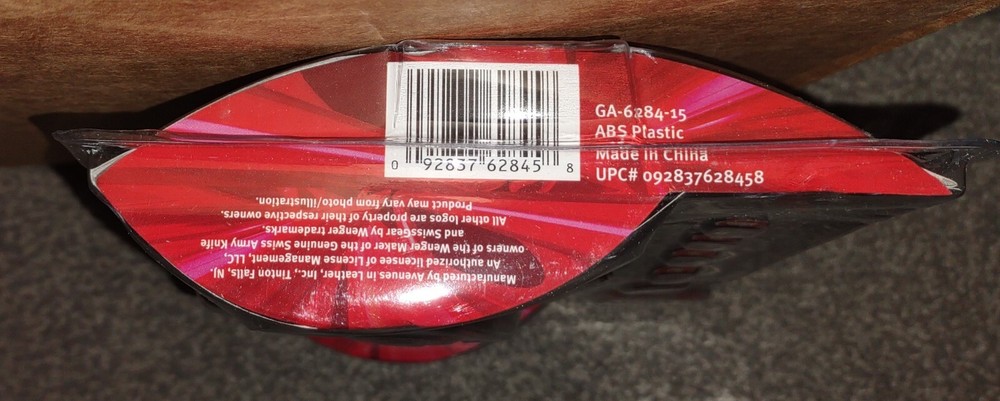 GA-6284-15
ABS Plastic
Made in China
UPC# 092837628458
0 92837 62845 8
Manufactured by Avenues in Leather, Inc., Tinton Falls, NJ,
An authorized licensee of License Management, LLC,
owners of the Wenger Maker of the Genuine Swiss Army Knife
and SwissGear by Wenger trademarks.
All other logos are property of their respective owners.
Product may vary from photo/illustration.